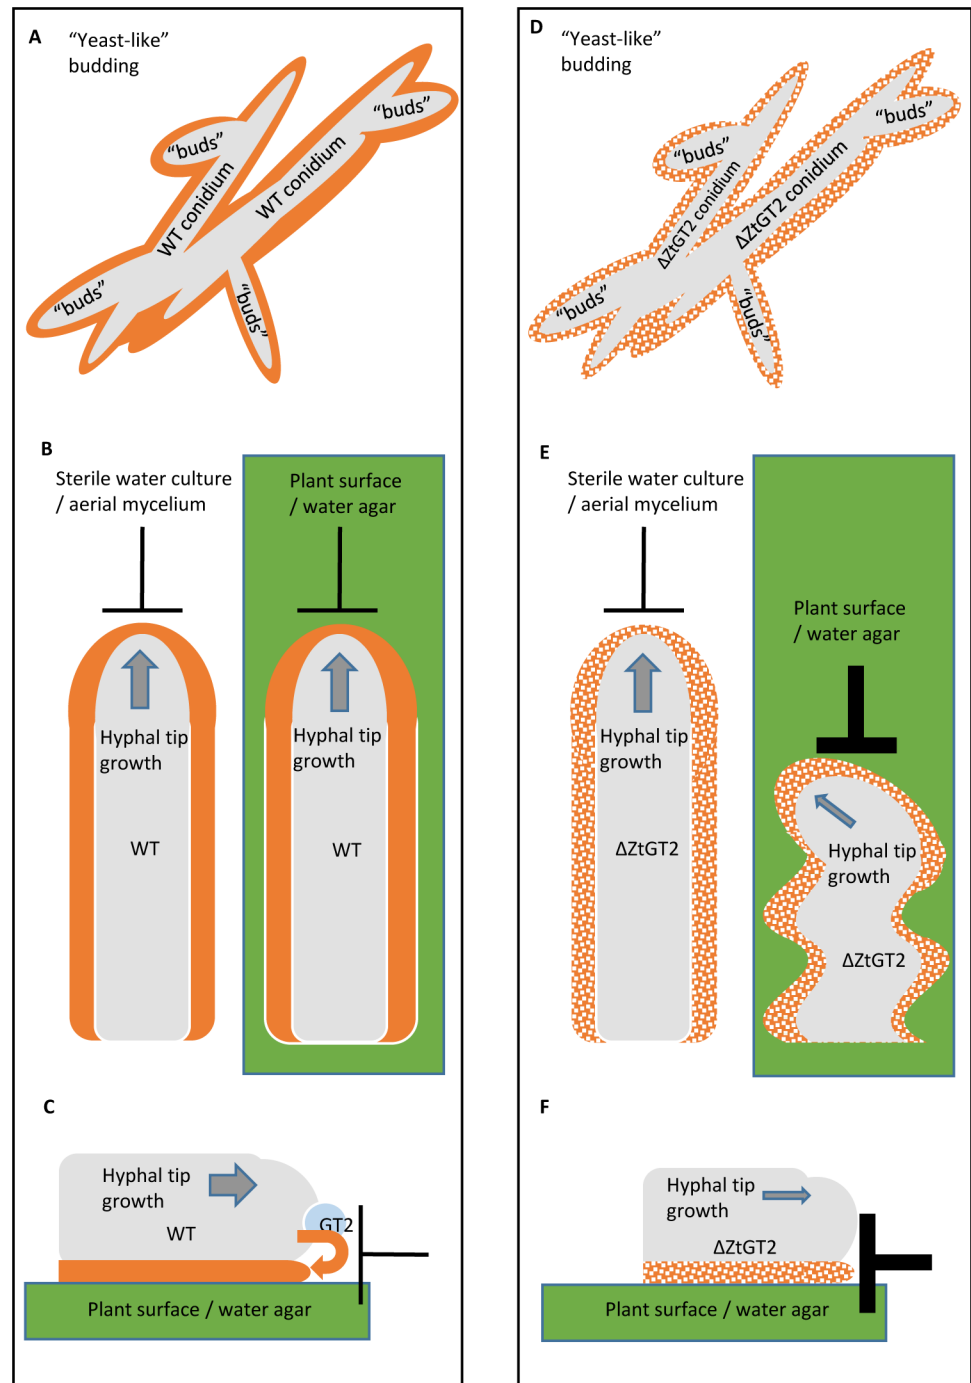 A
“Yeast-like”
budding
“buds”
“buds”
WT conidium
WT conidium
“buds”
“buds”
B
Sterile water culture
/ aerial mycelium
Plant surface
/ water agar
Hyphal tip
growth
WT
Hyphal tip
growth
WT
C
Hyphal tip
growth
WT
GT2
Plant surface / water agar
D
“Yeast-like”
budding
“buds”
“buds”
ΔZtGT2 conidium
ΔZtGT2 conidium
“buds”
“buds”
E
Sterile water culture
/ aerial mycelium
Plant surface
/ water agar
Hyphal tip
growth
ΔZtGT2
Hyphal tip
growth
ΔZtGT2
F
Hyphal tip
growth
ΔZtGT2
Plant surface / water agar